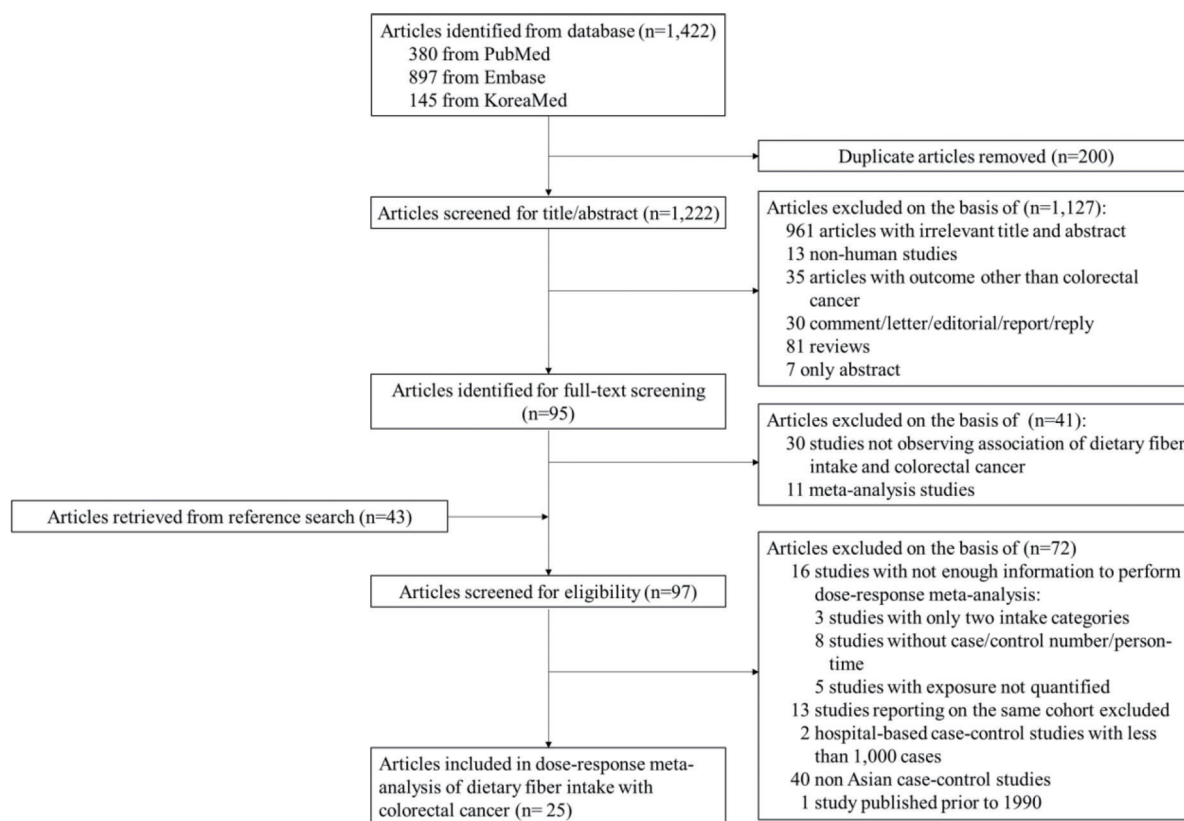 Articles identified from database (n=1,422)
380 from PubMed
897 from Embase
145 from KoreaMed
Duplicate articles removed (n=200)
Articles screened for title/abstract (n=1,222)
Articles excluded on the basis of (n=1,127):
961 articles with irrelevant title and abstract
13 non-human studies
35 articles with outcome other than colorectal
cancer
30 comment/letter/editorial/report/reply
81 reviews
7 only abstract
Articles identified for full-text screening
(n=95)
Articles excluded on the basis of (n=41):
30 studies not observing association of dietary fiber
intake and colorectal cancer
11 meta-analysis studies
Articles retrieved from reference search (n=43)
Articles screened for eligibility (n=97)
Articles excluded on the basis of (n=72)
16 studies with not enough information to perform
dose-response meta-analysis:
3 studies with only two intake categories
8 studies without case/control number/person-
time
5 studies with exposure not quantified
13 studies reporting on the same cohort excluded
2 hospital-based case-control studies with less
than 1,000 cases
40 non Asian case-control studies
1 study published prior to 1990
Articles included in dose-response meta-
analysis of dietary fiber intake with
colorectal cancer (n= 25)